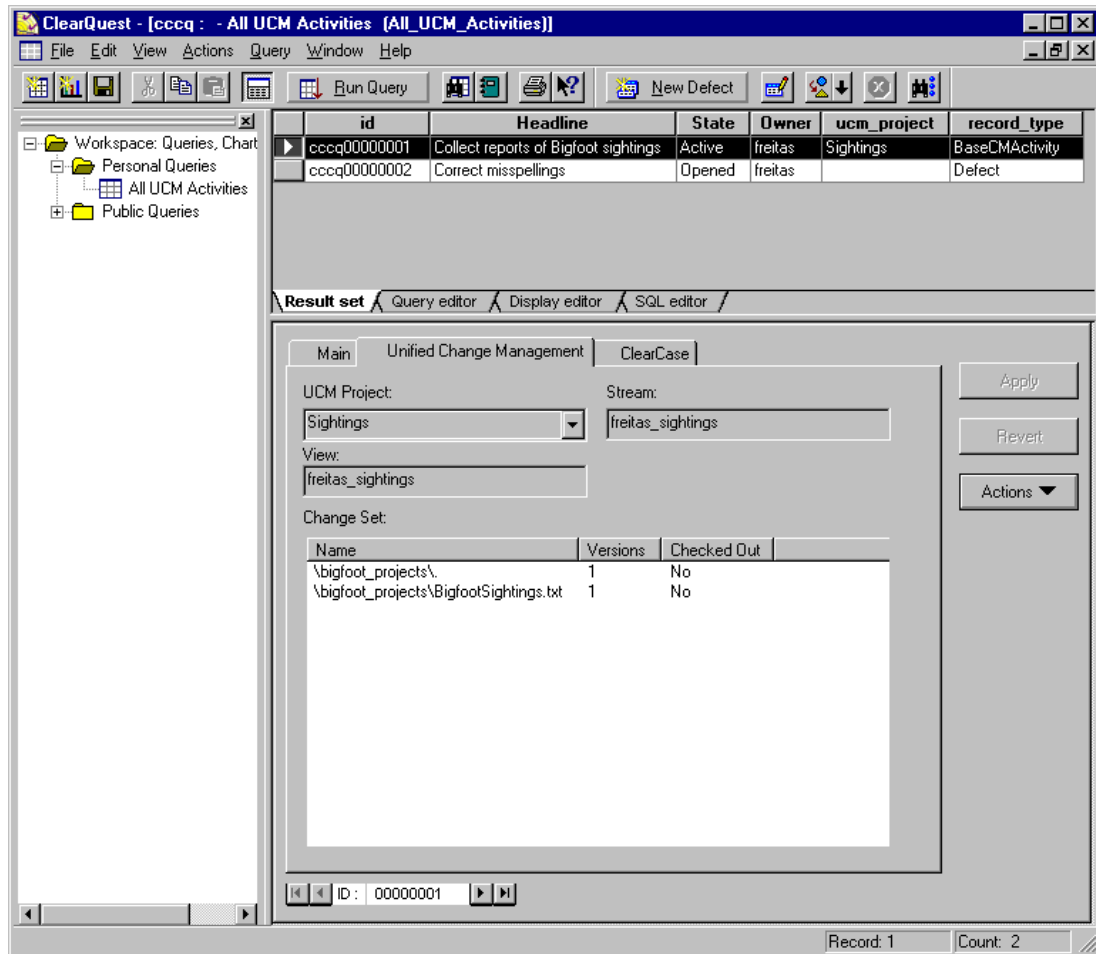 ClearQuest - [cccq : - All UCM Activities (All_UCM_Activities)]
File Edit View Actions Query Window Help
Run Query New Defect
Workspace: Queries, Chart
Personal Queries
All UCM Activities
Public Queries
id Headline State Owner ucm_project record_type
cccq00000001 Collect reports of Bigfoot sightings Active freitas Sightings BaseCMActivity
cccq00000002 Correct misspellings Opened freitas Defect
Result set Query editor Display editor SQL editor
Main Unified Change Management ClearCase
UCM Project: Stream:
Sightings freitas_sightings
View:
freitas_sightings
Change Set:
Name Versions Checked Out
\bigfoot_projects\. 1 No
\bigfoot_projects\BigfootSightings.txt 1 No
Apply
Revert
Actions
ID : 00000001
Record: 1 Count: 2